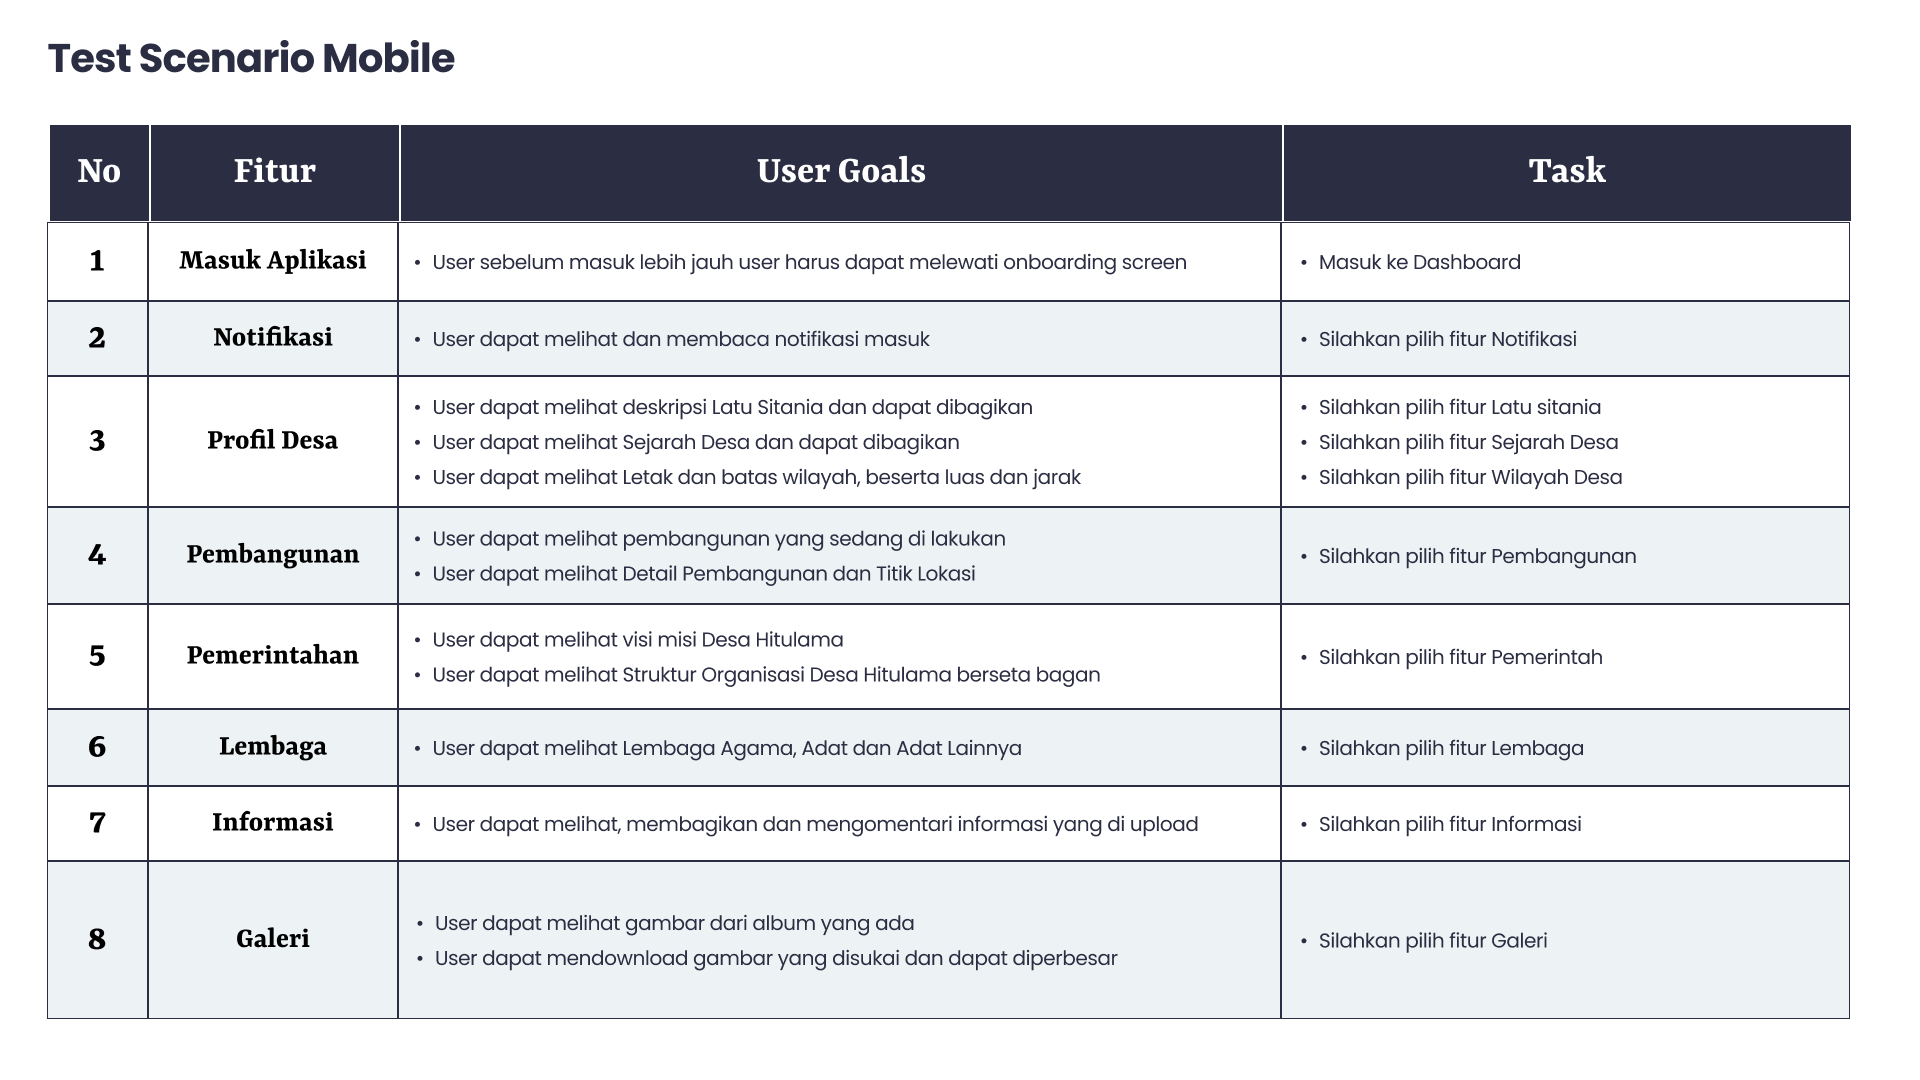 Test Scenario Mobile
No Fitur User Goals Task
1 Masuk Aplikasi • User sebelum masuk lebih jauh user harus dapat melewati onboarding screen • Masuk ke Dashboard
2 Notifikasi • User dapat melihat dan membaca notifikasi masuk • Silahkan pilih fitur Notifikasi
3 Profil Desa
• User dapat melihat deskripsi Latu Sitania dan dapat dibagikan
• User dapat melihat Sejarah Desa dan dapat dibagikan
• User dapat melihat Letak dan batas wilayah, beserta luas dan jarak
• Silahkan pilih fitur Latu sitania
• Silahkan pilih fitur Sejarah Desa
• Silahkan pilih fitur Wilayah Desa
4 Pembangunan
• User dapat melihat pembangunan yang sedang di lakukan
• User dapat melihat Detail Pembangunan dan Titik Lokasi
• Silahkan pilih fitur Pembangunan
5 Pemerintahan
• User dapat melihat visi misi Desa Hitulama
• User dapat melihat Struktur Organisasi Desa Hitulama berseta bagan
• Silahkan pilih fitur Pemerintah
6 Lembaga • User dapat melihat Lembaga Agama, Adat dan Adat Lainnya • Silahkan pilih fitur Lembaga
7 Informasi • User dapat melihat, membagikan dan mengomentari informasi yang di upload • Silahkan pilih fitur Informasi
8 Galeri
• User dapat melihat gambar dari album yang ada
• User dapat mendownload gambar yang disukai dan dapat diperbesar
• Silahkan pilih fitur Galeri